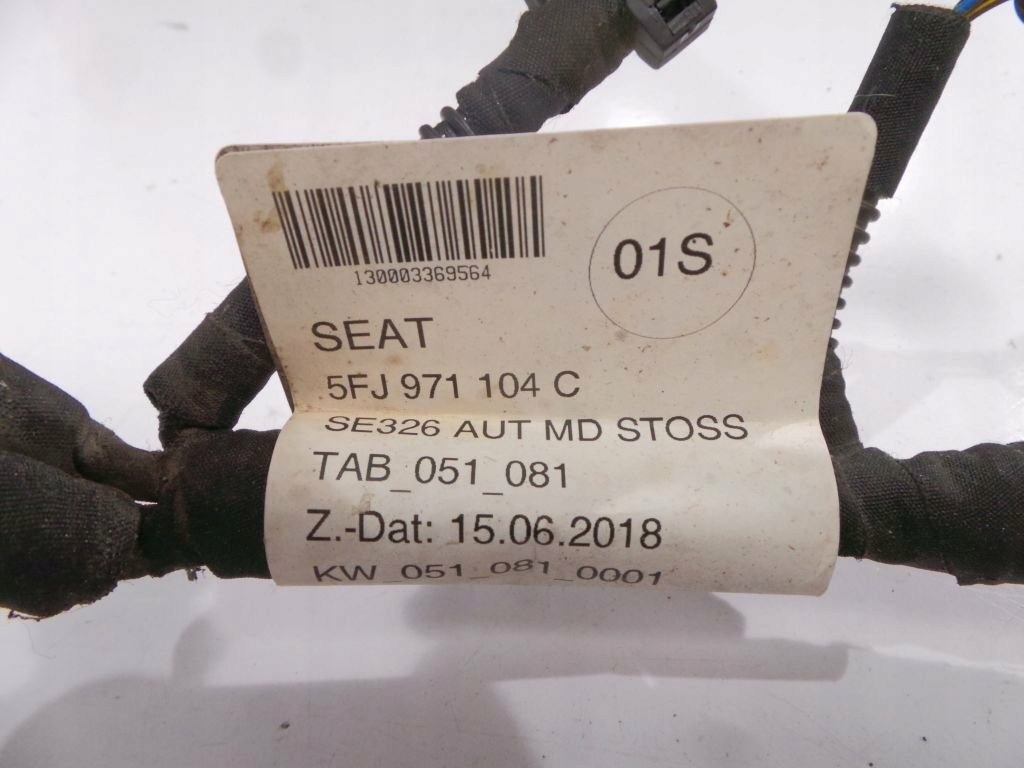 130003369564
01S
SEAT
5FJ 971 104 C
SE326 AUT MD STOSS
TAB_051_081
Z.-Dat: 15.06.2018
KW_051_081_0001